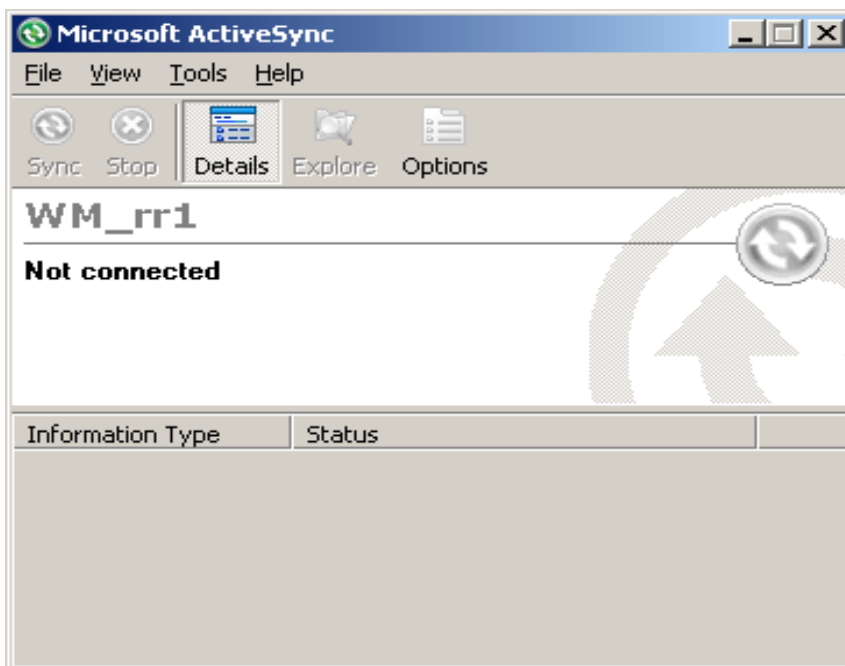 Microsoft ActiveSync
File View Tools Help
Sync Stop Details Explore Options
WM_rr1
Not connected
Information Type Status